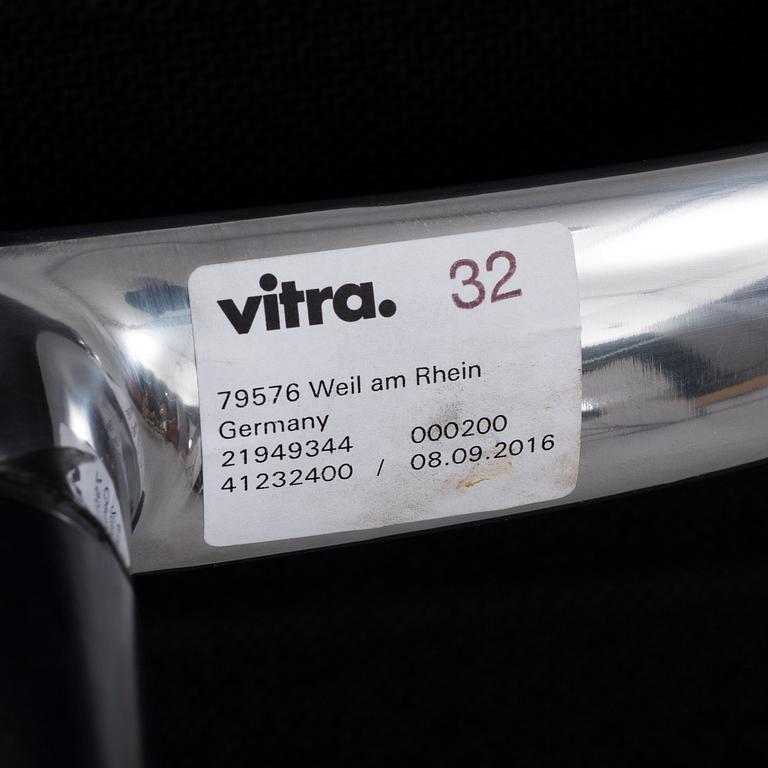 vitra. 32
79576 Weil am Rhein
Germany
21949344 000200
41232400 / 08.09.2016